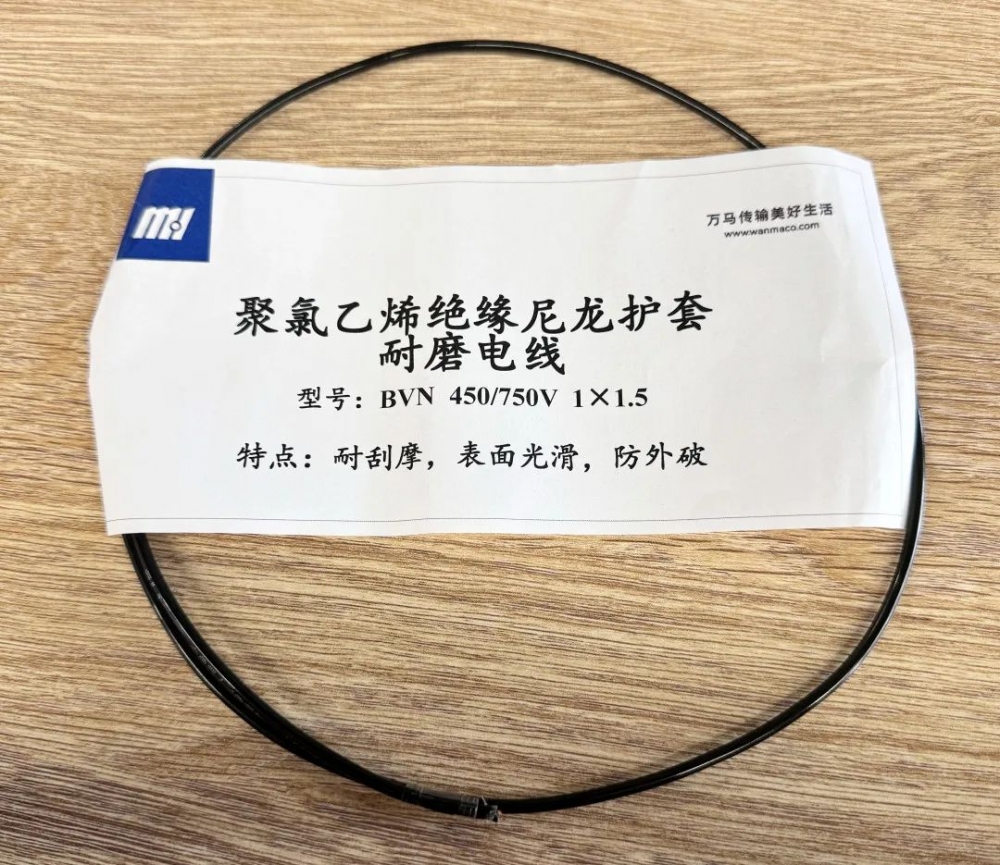 万马传输美好生活
www.wanmaco.com
聚氯乙烯绝缘尼龙护套
耐磨电线
型号：BVN 450/750V 1×1.5
特点：耐刮摩，表面光滑，防外破